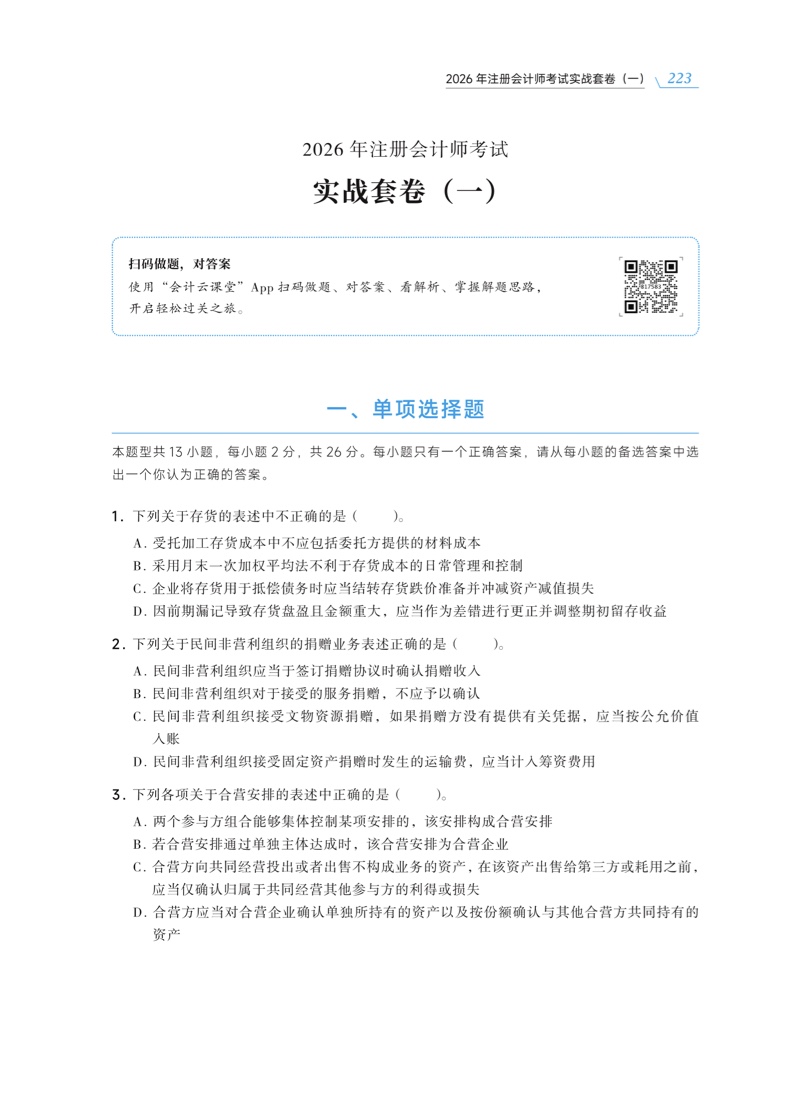 2026 年注册会计师考试实战套卷（一） 223
2026 年注册会计师考试
实战套卷（一）
扫码做题，对答案
使用“会计云课堂”App 扫码做题、对答案、看解析、掌握解题思路，
开启轻松过关之旅。
一、单项选择题
本题型共 13 小题，每小题 2 分，共 26 分。每小题只有一个正确答案，请从每小题的备选答案中选
出一个你认为正确的答案。
1. 下列关于存货的表述中不正确的是（　　）。
A. 受托加工存货成本中不应包括委托方提供的材料成本
B. 采用月末一次加权平均法不利于存货成本的日常管理和控制
C. 企业将存货用于抵偿债务时应当结转存货跌价准备并冲减资产减值损失
D. 因前期漏记导致存货盘盈且金额重大，应当作为差错进行更正并调整期初留存收益
2. 下列关于民间非营利组织的捐赠业务表述正确的是（　　）。
A. 民间非营利组织应当于签订捐赠协议时确认捐赠收入
B. 民间非营利组织对于接受的服务捐赠，不应予以确认
C. 民间非营利组织接受文物资源捐赠，如果捐赠方没有提供有关凭据，应当按公允价值
入账
D. 民间非营利组织接受固定资产捐赠时发生的运输费，应当计入筹资费用
3. 下列各项关于合营安排的表述中正确的是（　　）。
A. 两个参与方组合能够集体控制某项安排的，该安排构成合营安排
B. 若合营安排通过单独主体达成时，该合营安排为合营企业
C. 合营方向共同经营投出或者出售不构成业务的资产，在该资产出售给第三方或耗用之前，
应当仅确认归属于共同经营其他参与方的利得或损失
D. 合营方应当对合营企业确认单独所持有的资产以及按份额确认与其他合营方共同持有的
资产